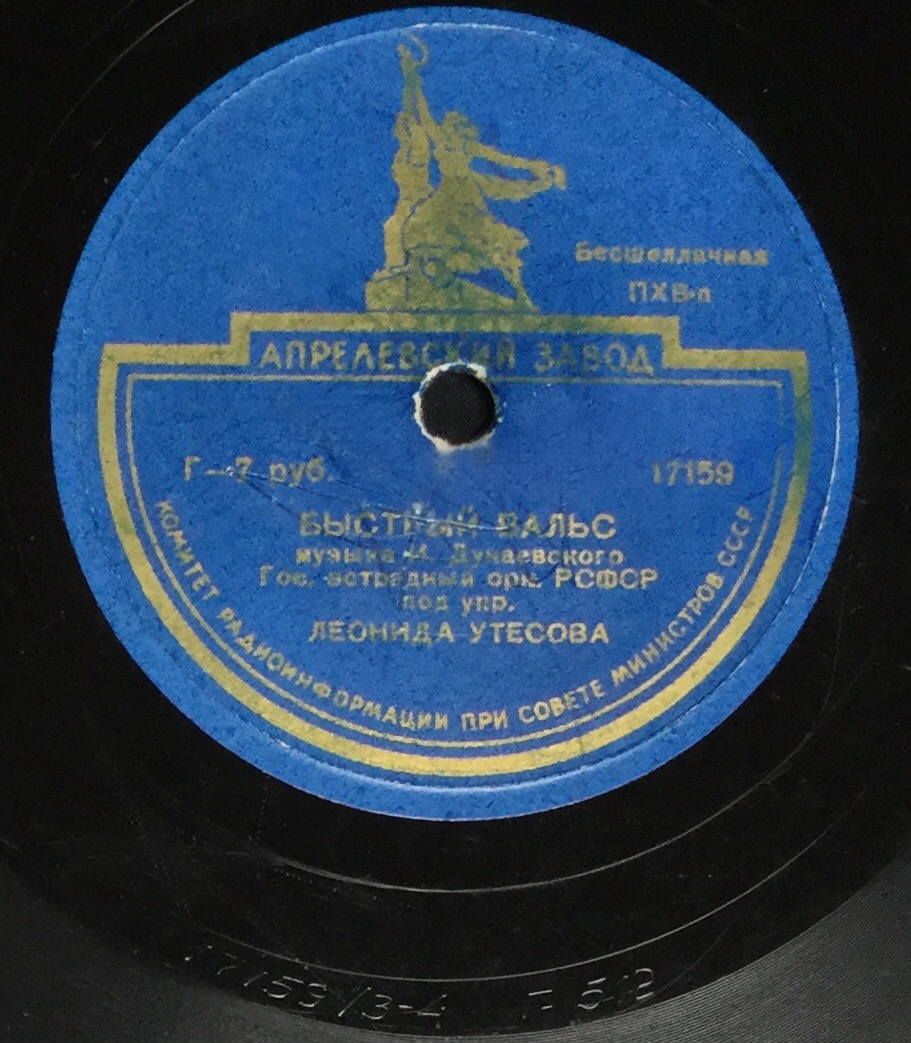 Бесшеллачная
ПХВ-п
АПРЕЛЕВСКИЙ ЗАВОД
Г—7 руб.
17159
БЫСТРЫЙ ВАЛЬС
музыка И. Дунаевского
Гос. эстрадный орк. РСФСР
под упр.
ЛЕОНИДА УТЕСОВА
КОМИТЕТ РАДИОИНФОРМАЦИИ ПРИ СОВЕТЕ МИНИСТРОВ СССР
17159/3-4